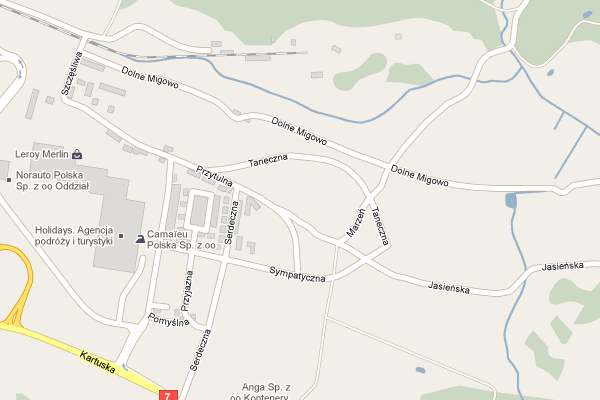 Szczęśliwa
Dolne Migowo
Dolne Migowo
Leroy Merlin
Taneczna
Norauto Polska
Sp. z oo Oddział
Przytulna
Dolne Migowo
Serdeczna
Marzeń
Taneczna
Holidays. Agencja
podróży i turystyki
Camaïeu
Polska Sp. z oo
Sympatyczna
Jasieńska
Jasieńska
Przyjazna
Pomyślna
Serdeczna
Kartuska
7
Anga Sp. z
oo Kontenery